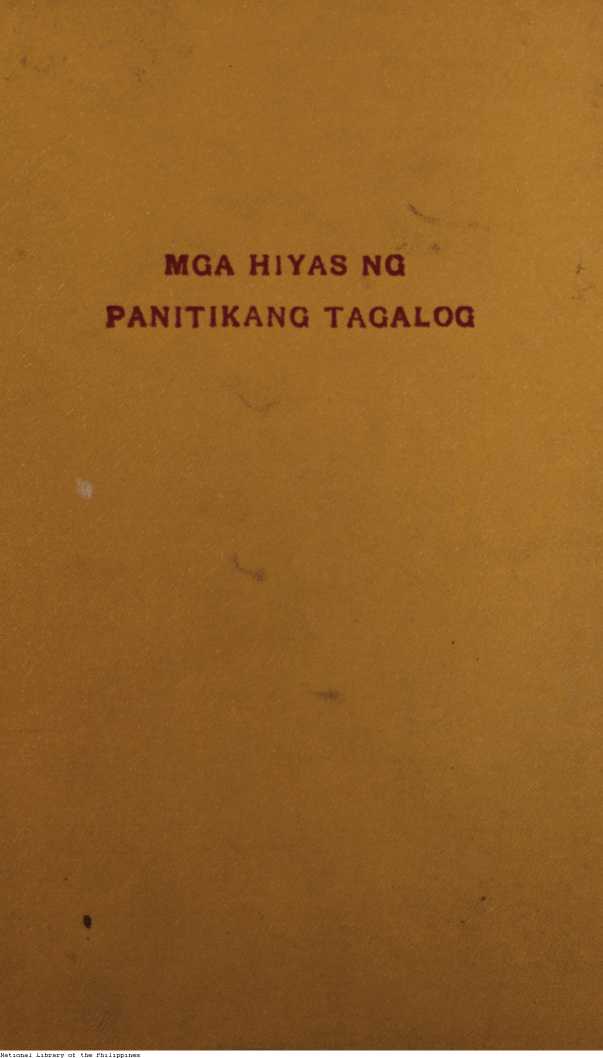 MGA HIYAS NG
PANITIKANG TAGALOG
National Library of the Philippines